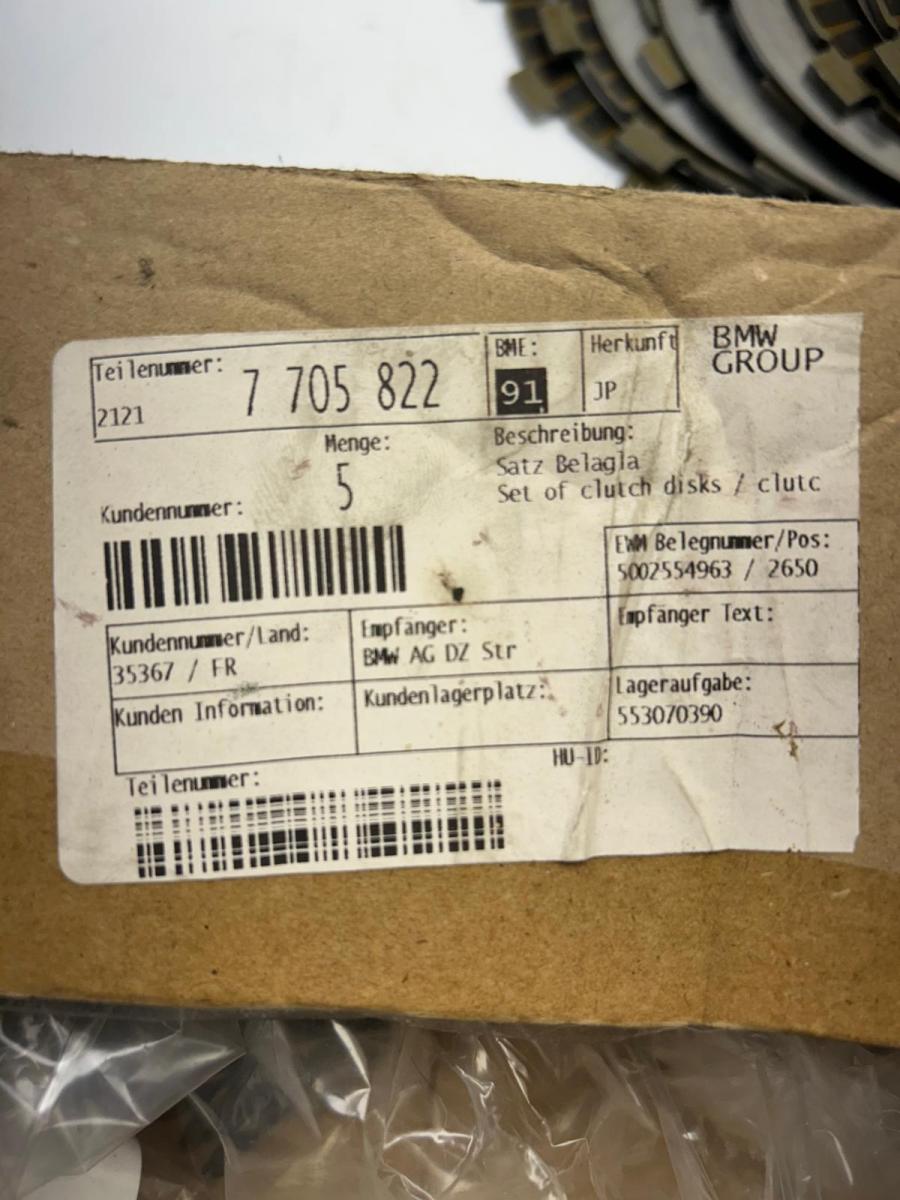 Teilenummer:
2121
7 705 822
BME:
91
Herkunft
JP
BMW
GROUP
Menge:
5
Beschreibung:
Satz Belagla
Set of clutch disks / clutc
Kundennummer:
EWM Belegnummer/Pos:
5002554963 / 2650
Kundennummer/Land:
35367 / FR
Empfänger:
BMW AG DZ Str
Empfänger Text:
Kunden Information:
Kundenlagerplatz:
Lageraufgabe:
553070390
Teilenummer:
HU-ID: